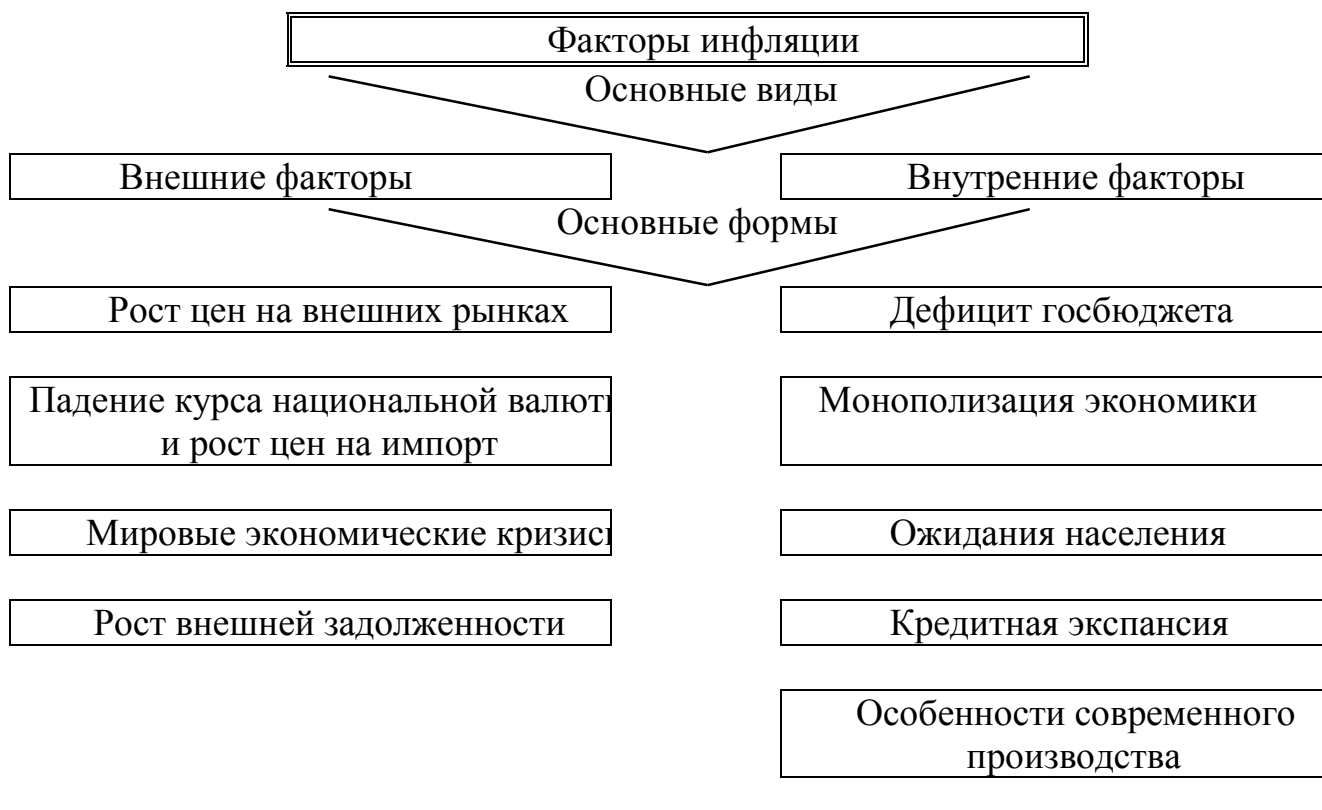 Факторы инфляции
Основные виды
Внешние факторы
Внутренние факторы
Основные формы
Рост цен на внешних рынках
Дефицит госбюджета
Падение курса национальной валюты
и рост цен на импорт
Монополизация экономики
Мировые экономические кризисы
Ожидания населения
Рост внешней задолженности
Кредитная экспансия
Особенности современного
производства